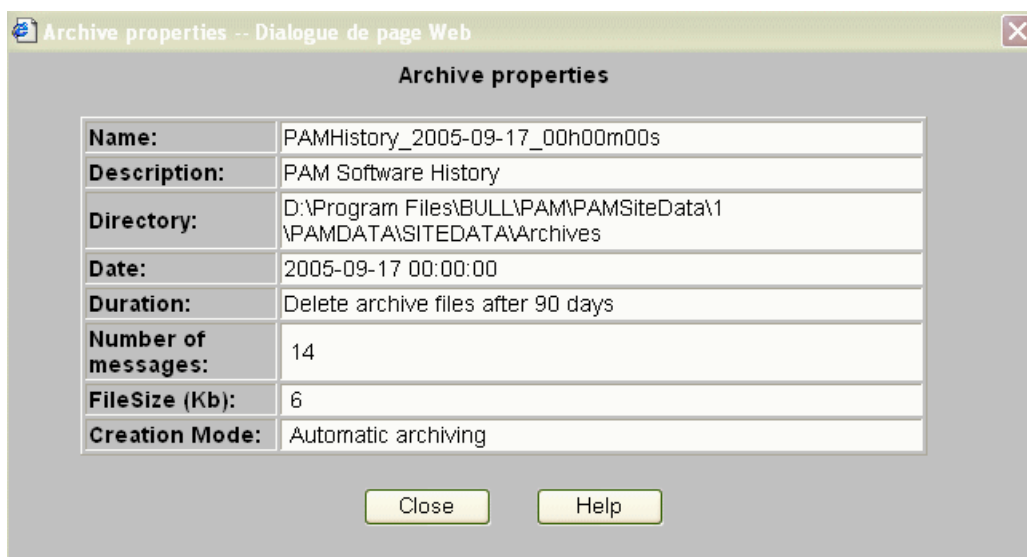 Archive properties -- Dialogue de page Web
Archive properties
Name: PAMHistory_2005-09-17_00h00m00s
Description: PAM Software History
Directory: D:\Program Files\BULL\PAM\PAMSiteData\1
\PAMDATA\SITEDATA\Archives
Date: 2005-09-17 00:00:00
Duration: Delete archive files after 90 days
Number of
messages: 14
FileSize (Kb): 6
Creation Mode: Automatic archiving
Close Help